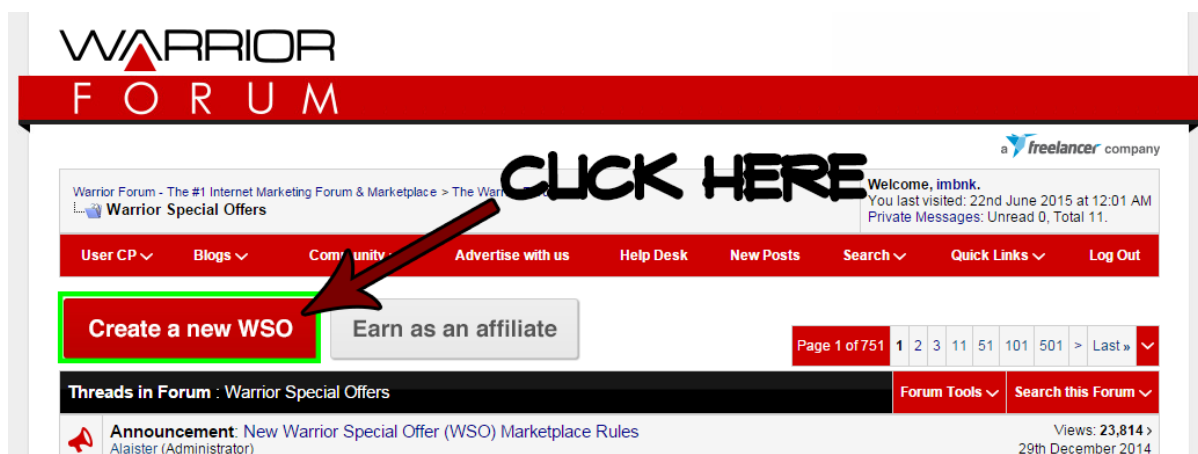 WARRIOR
FORUM
a freelancer company
CLICK HERE
Warrior Forum - The #1 Internet Marketing Forum & Marketplace > The
Warrior Special Offers
Welcome, imbnk.
You last visited: 22nd June 2015 at 12:01 AM
Private Messages: Unread 0, Total 11.
User CP Blogs Community Advertise with us Help Desk New Posts Search Quick Links Log Out
Create a new WSO Earn as an affiliate
Page 1 of 751 1 2 3 11 51 101 501 > Last »
Threads in Forum : Warrior Special Offers Forum Tools Search this Forum
Announcement: New Warrior Special Offer (WSO) Marketplace Rules Views: 23,814 >
Alaister (Administrator) 29th December 2014